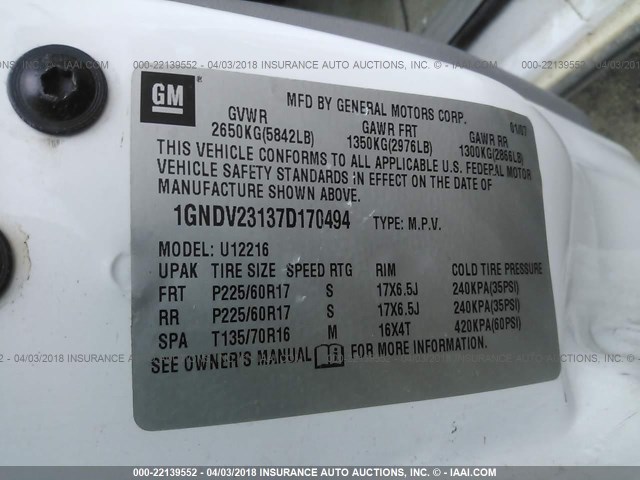 000-22139552 - 04/03/2018 INSURANCE AUTO AUCTIONS, INC. - © IAAI.COM
GM
MFD BY GENERAL MOTORS CORP. 01/07
GVWR GAWR FRT GAWR RR
2650KG(5842LB) 1350KG(2976LB) 1300KG(2866LB)
THIS VEHICLE CONFORMS TO ALL APPLICABLE U.S. FEDERAL MOTOR
VEHICLE SAFETY STANDARDS IN EFFECT ON THE DATE OF
MANUFACTURE SHOWN ABOVE.
1GNDV23137D170494 TYPE: M.P.V.
MODEL: U12216
UPAK TIRE SIZE SPEED RTG RIM COLD TIRE PRESSURE
FRT P225/60R17 S 17X6.5J 240KPA(35PSI)
RR P225/60R17 S 17X6.5J 240KPA(35PSI)
SPA T135/70R16 M 16X4T 420KPA(60PSI)
SEE OWNER'S MANUAL FOR MORE INFORMATION.
000-22139552 - 04/03/2018 INSURANCE AUTO AUCTIONS, INC. - © IAAI.COM